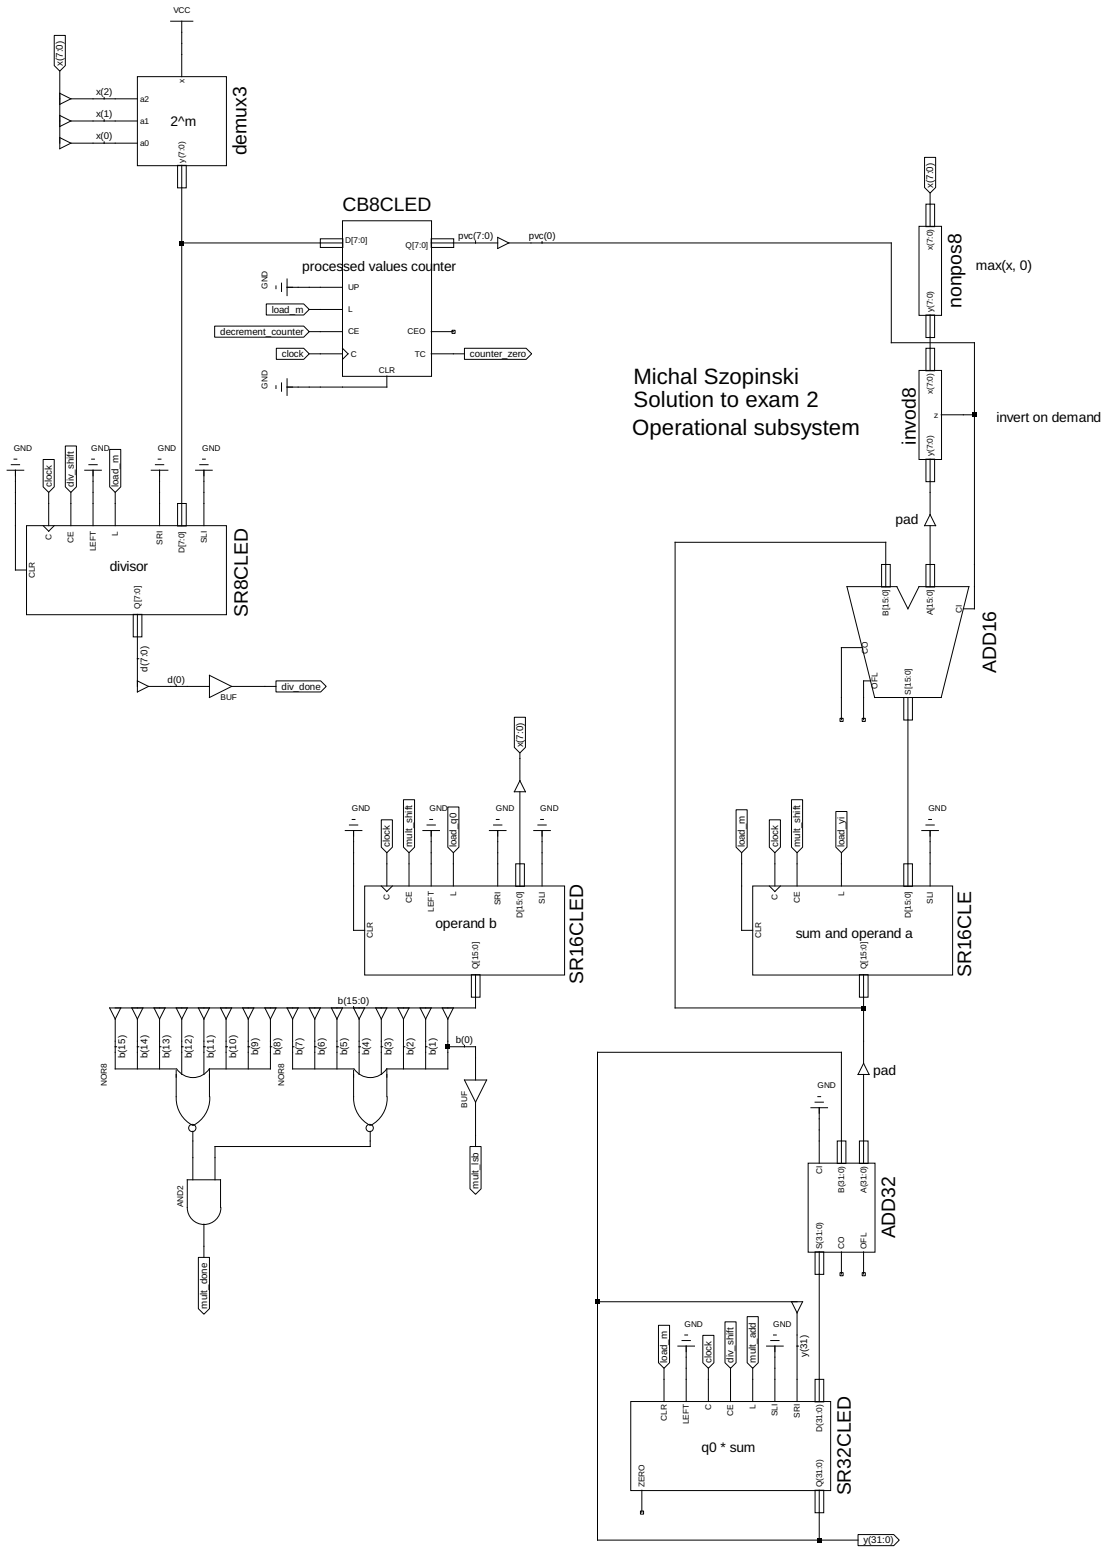 VCC
x(7:0)
x
x(2)
a2
x(1)
a1
2^m
x(0)
a0
y(7:0)
demux3
CB8CLED
D[7:0]
Q[7:0]
pvc(7:0)
pvc(0)
processed values counter
GND
UP
load_m
L
decrement_counter
CE
CEO
clock
C
TC
counter_zero
GND
CLR
x(7:0)
x(7:0)
nonpos8
max(x, 0)
y(7:0)
x(7:0)
invod8
z
invert on demand
y(7:0)
pad
Michal Szopinski
Solution to exam 2
Operational subsystem
GND
clock
div_shift
GND
load_m
GND
GND
C
CE
LEFT
L
SRI
D[7:0]
SLI
CLR
divisor
SR8CLED
Q[7:0]
d(7:0)
d(0)
BUF
div_done
B[15:0]
A[15:0]
CI
CO
OFL
S[15:0]
ADD16
x(7:0)
GND
clock
mult_shift
GND
load_q0
GND
GND
C
CE
LEFT
L
SRI
D[15:0]
SLI
CLR
operand b
SR16CLED
Q[15:0]
load_m
clock
mult_shift
load_yi
GND
C
CE
L
D[15:0]
SLI
CLR
sum and operand a
SR16CLE
Q[15:0]
b(15:0)
b(15)
b(14)
b(13)
b(12)
b(11)
b(10)
b(9)
b(8)
b(7)
b(6)
b(5)
b(4)
b(3)
b(2)
b(1)
b(0)
NOR8
NOR8
BUF
mult_lsb
AND2
mult_done
pad
GND
CI
B(31:0)
A(31:0)
S(31:0)
CO
OFL
ADD32
load_m
GND
clock
div_shift
mult_add
GND
y(31)
CLR
LEFT
C
CE
L
SLI
SRI
D(31:0)
q0 * sum
SR32CLED
ZERO
Q(31:0)
y(31:0)